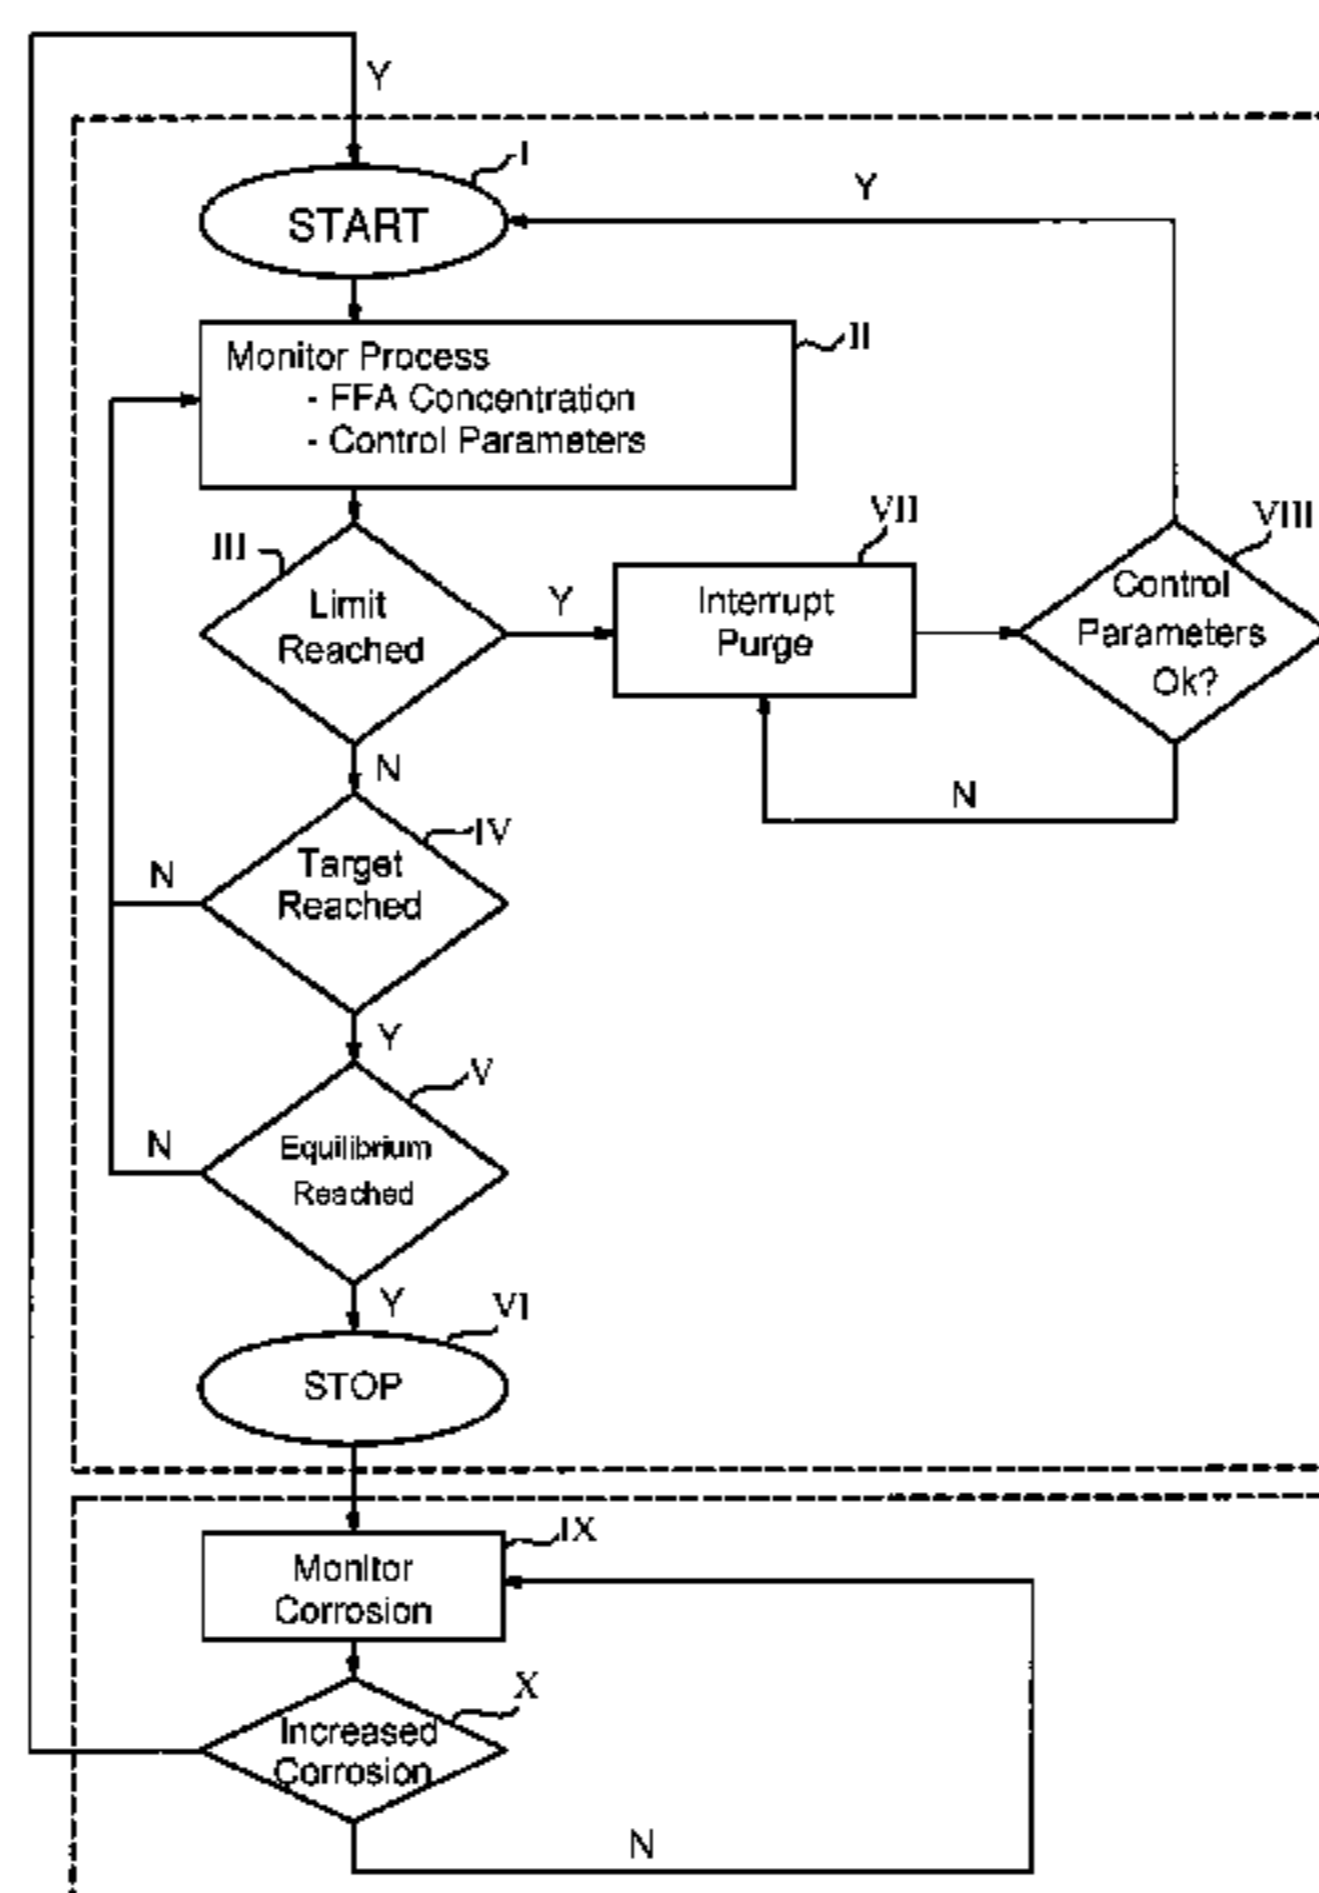 Y
I
START
Y
Monitor Process
- FFA Concentration
- Control Parameters
II
III
Limit
Reached
Y
VII
Interrupt
Purge
VIII
Control
Parameters
Ok?
N
N
IV
Target
Reached
N
Y
V
Equilibrium
Reached
N
Y
VI
STOP
IX
Monitor
Corrosion
X
Increased
Corrosion
N